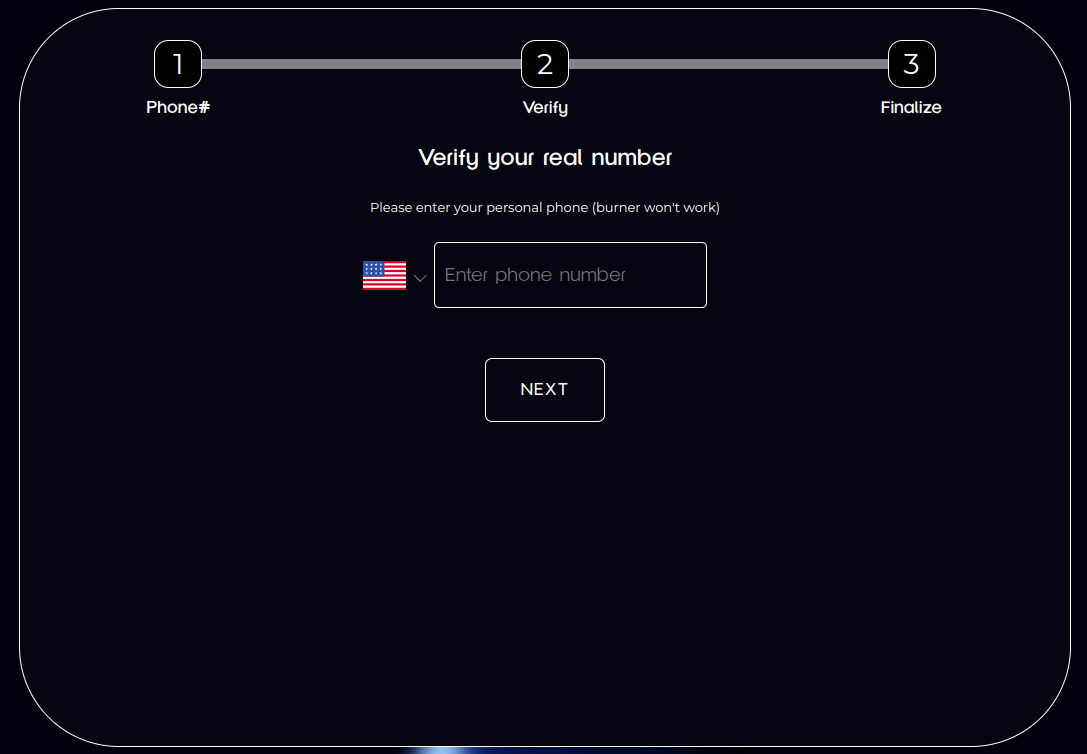 1 2 3
Phone# Verify Finalize
Verify your real number
Please enter your personal phone (burner won't work)
Enter phone number
NEXT